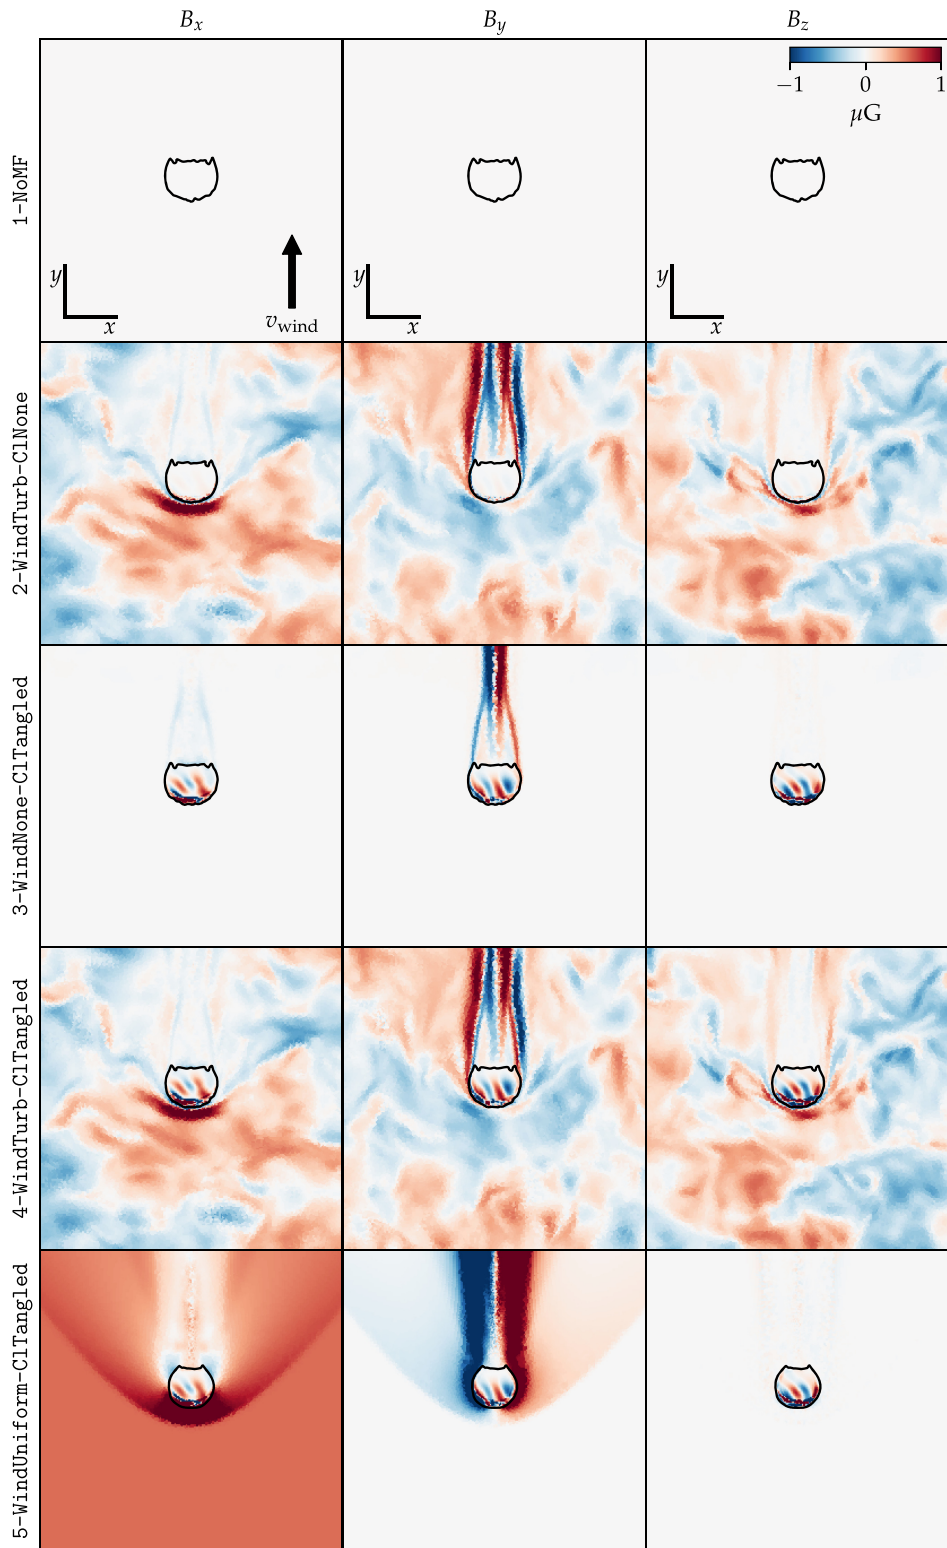 B_x B_y B_z
−1 0 1
μG
1-NoMF
y x v_wind
y x
y x
2-WindTurb-ClNone
3-WindNone-ClTangled
4-WindTurb-ClTangled
5-WindUniform-ClTangled